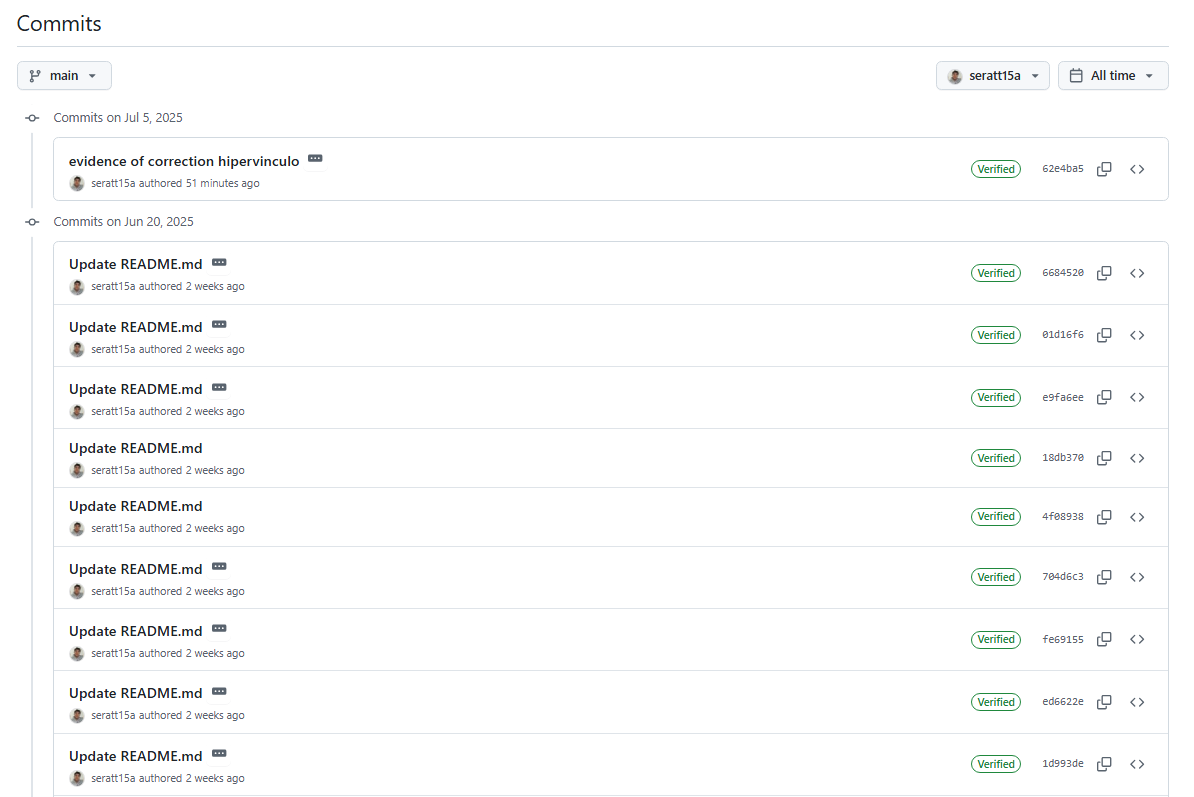 Commits
main
seratt15a
All time
Commits on Jul 5, 2025
evidence of correction hipervinculo
seratt15a authored 51 minutes ago
Verified
62e4ba5
Commits on Jun 20, 2025
Update README.md
seratt15a authored 2 weeks ago
Verified
6684520
Update README.md
seratt15a authored 2 weeks ago
Verified
01d16f6
Update README.md
seratt15a authored 2 weeks ago
Verified
e9fa6ee
Update README.md
seratt15a authored 2 weeks ago
Verified
18db370
Update README.md
seratt15a authored 2 weeks ago
Verified
4f08938
Update README.md
seratt15a authored 2 weeks ago
Verified
704d6c3
Update README.md
seratt15a authored 2 weeks ago
Verified
fe69155
Update README.md
seratt15a authored 2 weeks ago
Verified
ed6622e
Update README.md
seratt15a authored 2 weeks ago
Verified
1d993de